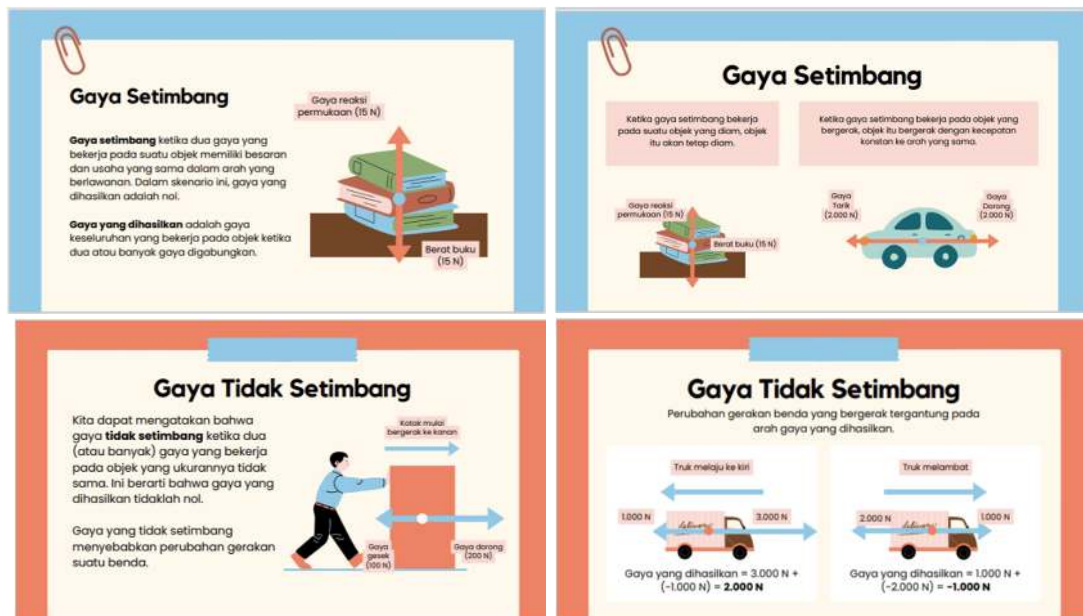 Gaya Setimbang
Gaya setimbang ketika dua gaya yang
bekerja pada suatu objek memiliki besaran
dan usaha yang sama dalam arah yang
berlawanan. Dalam skenario ini, gaya yang
dihasilkan adalah nol.
Gaya yang dihasilkan adalah gaya
keseluruhan yang bekerja pada objek ketika
dua atau banyak gaya digabungkan.
Gaya reaksi
permukaan (15 N)
Berat buku
(15 N)
Gaya Setimbang
Ketika gaya setimbang bekerja
pada suatu objek yang diam, objek
itu akan tetap diam.
Ketika gaya setimbang bekerja pada objek yang
bergerak, objek itu bergerak dengan kecepatan
konstan ke arah yang sama.
Gaya reaksi
permukaan (15 N)
Berat buku (15 N)
Gaya
Tarik
(2.000 N)
Gaya
Dorong
(2.000 N)
Gaya Tidak Setimbang
Kita dapat mengatakan bahwa
gaya tidak setimbang ketika dua
(atau banyak) gaya yang bekerja
pada objek yang ukurannya tidak
sama. Ini berarti bahwa gaya yang
dihasilkan tidaklah nol.
Gaya yang tidak setimbang
menyebabkan perubahan gerakan
suatu benda.
Kotak mulai
bergerak ke kanan
Gaya
gesek
(100 N)
Gaya dorong
(200 N)
Gaya Tidak Setimbang
Perubahan gerakan benda yang bergerak tergantung pada
arah gaya yang dihasilkan.
Truk melaju ke kiri
1.000 N
delivery
3.000 N
Gaya yang dihasilkan = 3.000 N +
(-1.000 N) = 2.000 N
Truk melambat
2.000 N
delivery
1.000 N
Gaya yang dihasilkan = 1.000 N +
(-2.000 N) = -1.000 N